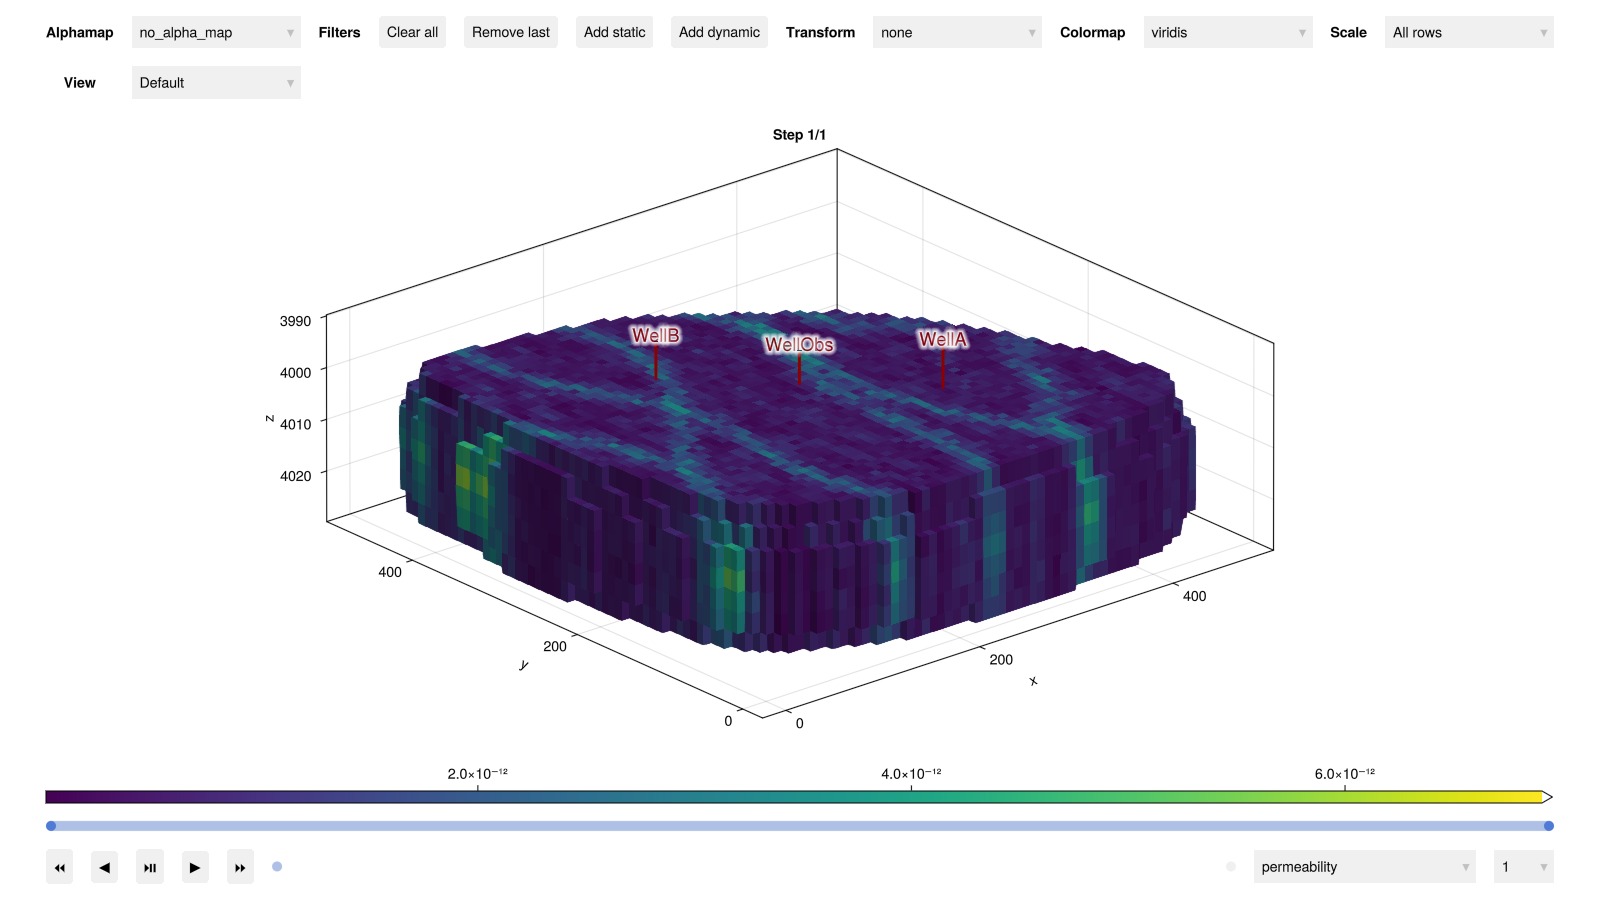 Alphamap no_alpha_map Filters Clear all Remove last Add static Add dynamic Transform none Colormap viridis Scale All rows
View Default
Step 1/1
3990
4000
z
4010
4020
WellB
WellObs
WellA
400
200
y
0
0
200
x
400
2.0×10⁻¹² 4.0×10⁻¹² 6.0×10⁻¹²
permeability 1